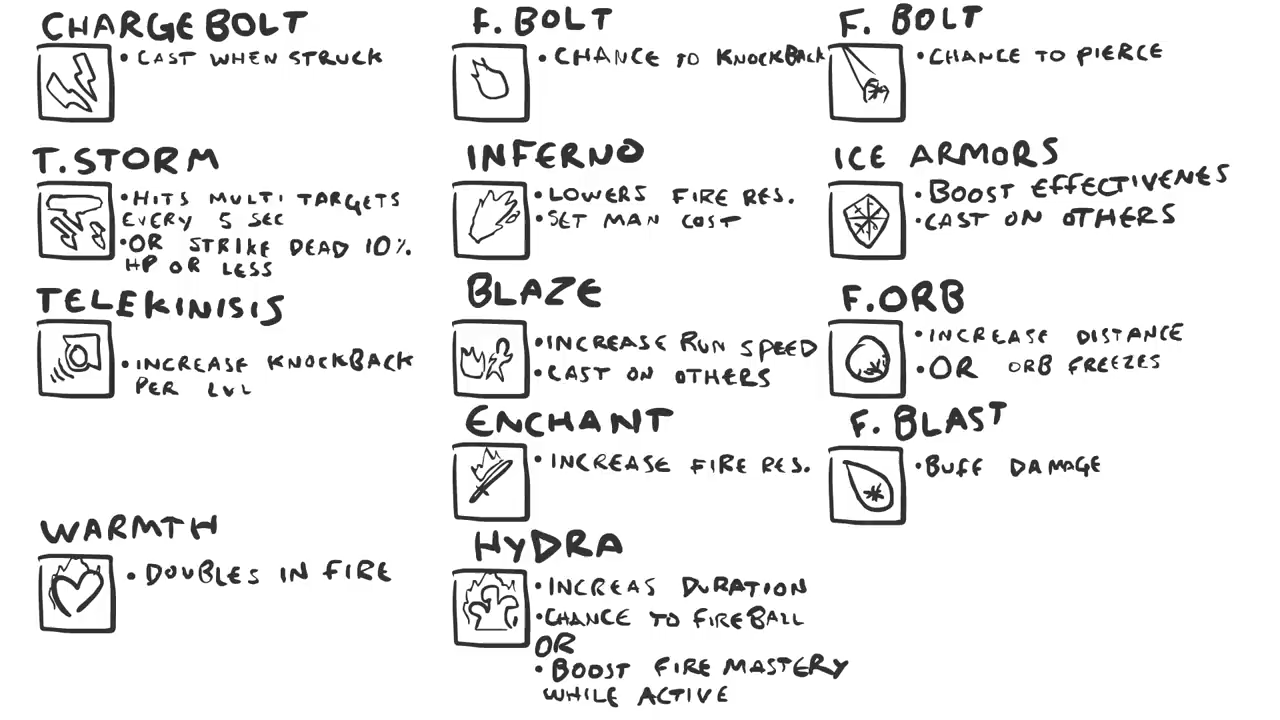 CHARGE BOLT
• CAST WHEN STRUCK
T. STORM
• HITS MULTI TARGETS
EVERY 5 SEC
• OR STRIKE DEAD 10%
HP OR LESS
TELEKINISIS
• INCREASE KNOCKBACK
PER LVL
WARMTH
• DOUBLES IN FIRE
F. BOLT
• CHANCE TO KNOCKBACK
INFERNO
• LOWERS FIRE RES.
• SET MAN COST
BLAZE
• INCREASE RUN SPEED
• CAST ON OTHERS
ENCHANT
• INCREASE FIRE RES.
HYDRA
• INCREAS DURATION
• CHANCE TO FIREBALL
OR
• BOOST FIRE MASTERY
WHILE ACTIVE
F. BOLT
• CHANCE TO PIERCE
ICE ARMORS
• BOOST EFFECTIVENES
• CAST ON OTHERS
F. ORB
• INCREASE DISTANCE
• OR ORB FREEZES
F. BLAST
• BUFF DAMAGE